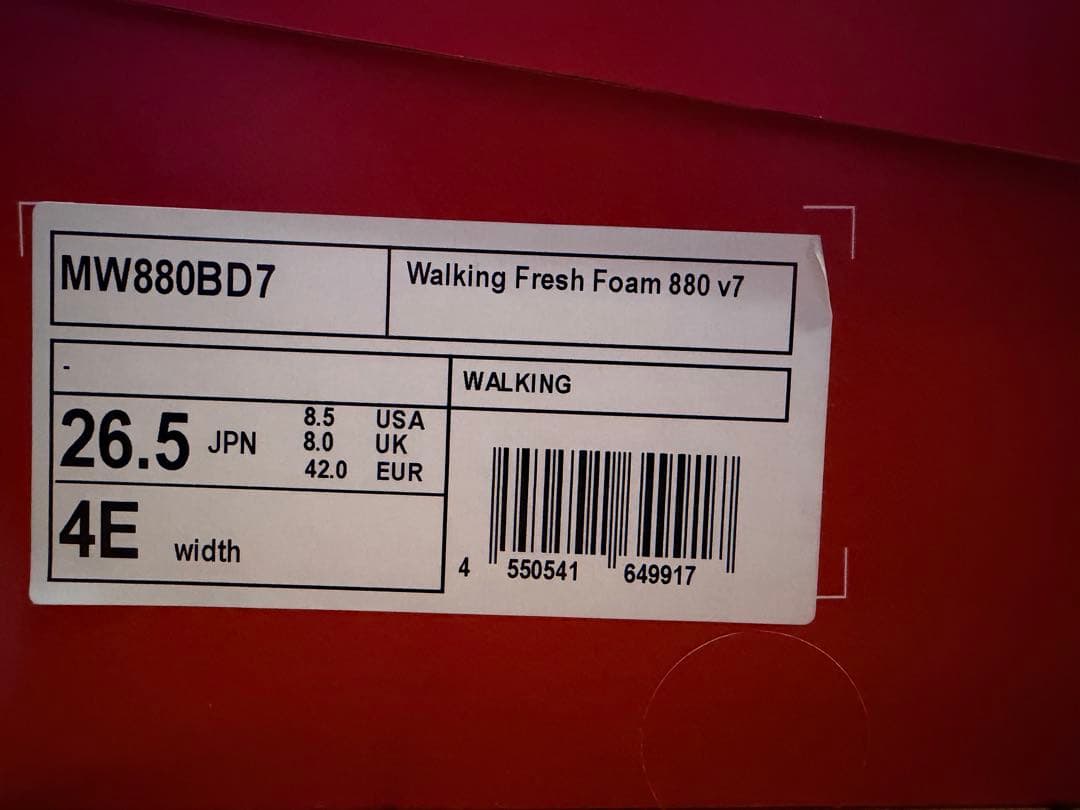 MW880BD7
Walking Fresh Foam 880 v7
-
WALKING
26.5 JPN
8.5 USA
8.0 UK
42.0 EUR
4E width
4 550541 649917